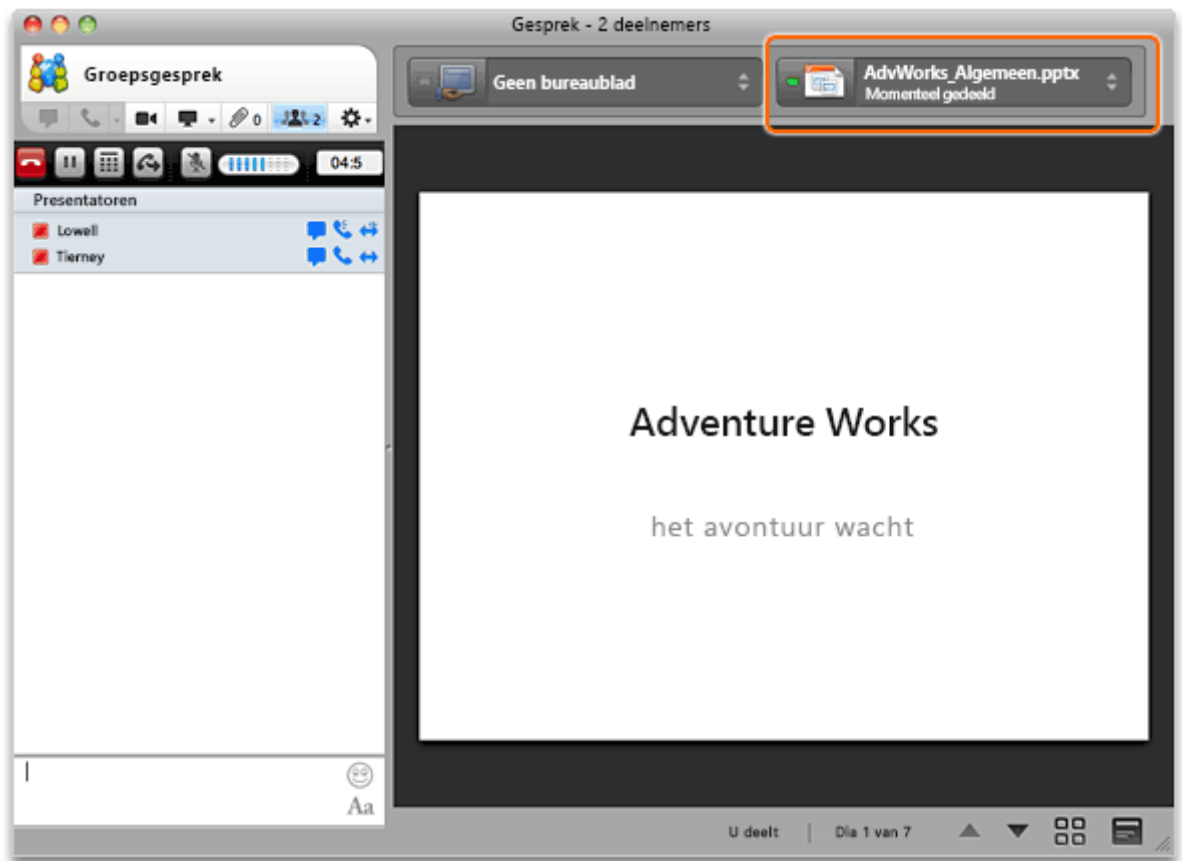 Gesprek - 2 deelnemers
Groepsgesprek
0
2
04:5
Presentatoren
Lowell
Tierney
Aa
Geen bureaublad
AdvWorks_Algemeen.pptx
Momenteel gedeeld
Adventure Works
het avontuur wacht
U deelt
Dia 1 van 7